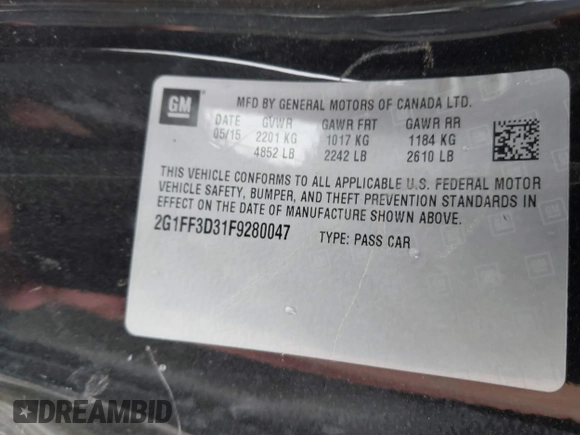 GM
MFD BY GENERAL MOTORS OF CANADA LTD.
DATE GVWR GAWR FRT GAWR RR
05/15 2201 KG 1017 KG 1184 KG
4852 LB 2242 LB 2610 LB
THIS VEHICLE CONFORMS TO ALL APPLICABLE U.S. FEDERAL MOTOR
VEHICLE SAFETY, BUMPER, AND THEFT PREVENTION STANDARDS IN
EFFECT ON THE DATE OF MANUFACTURE SHOWN ABOVE.
2G1FF3D31F9280047 TYPE: PASS CAR
DREAMBID